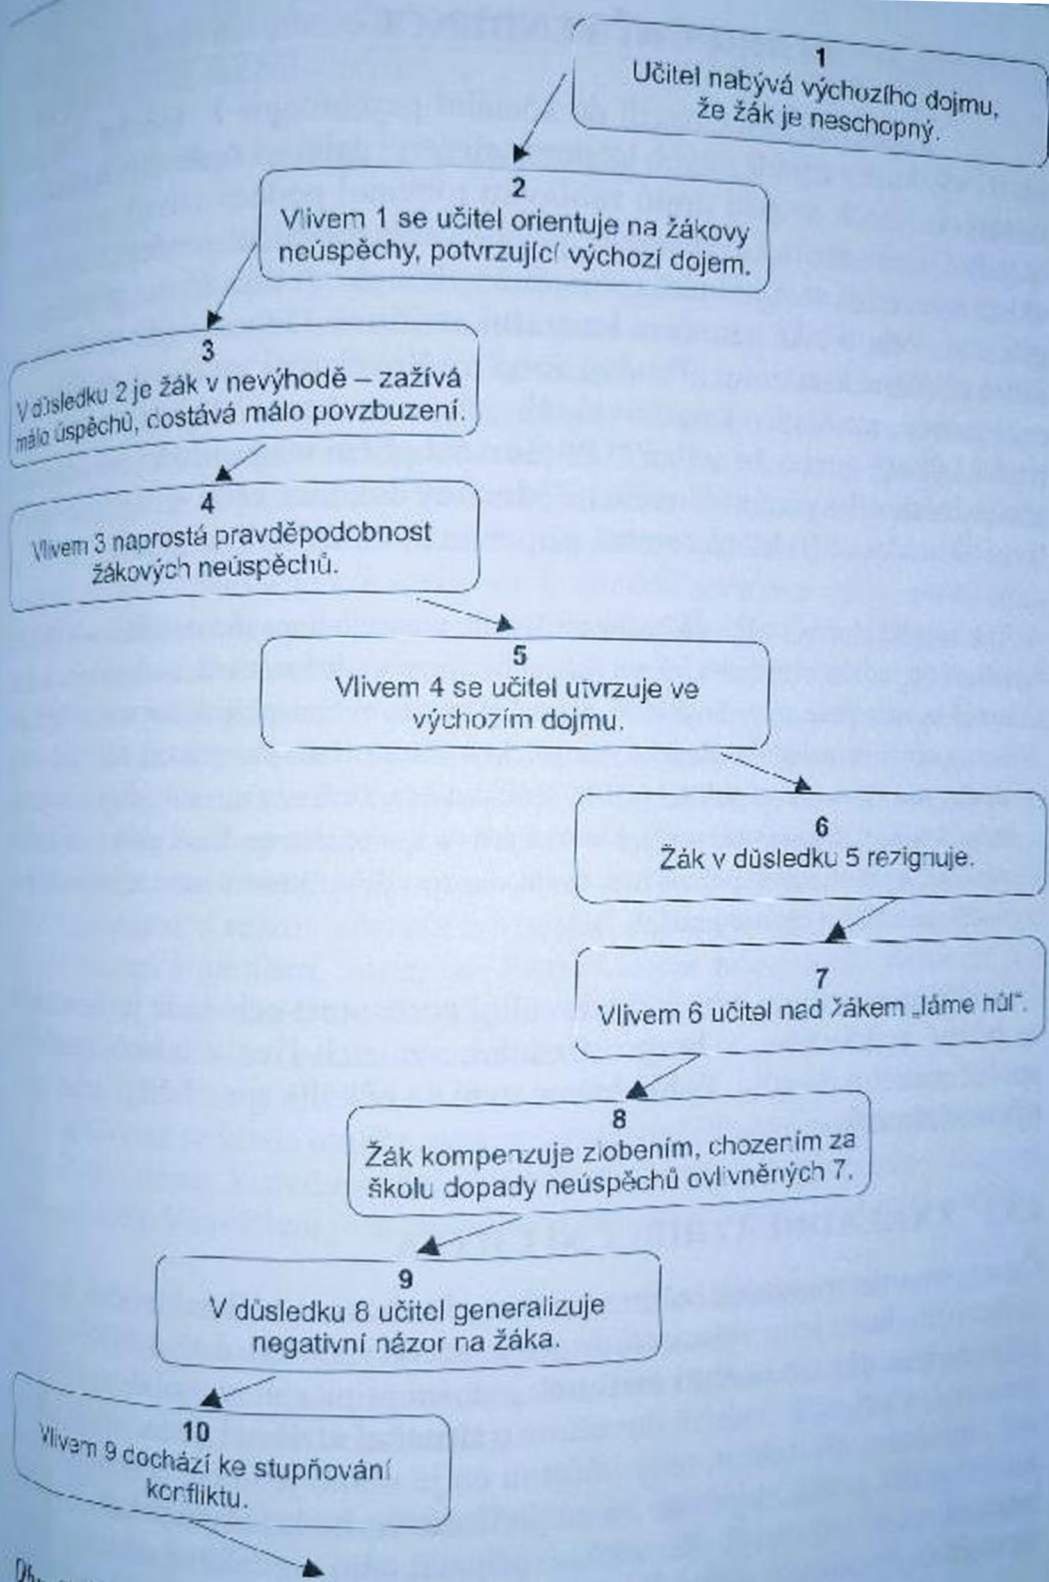 1
Učitel nabývá výchozího dojmu,
že žák je neschopný.
2
Vlivem 1 se učitel orientuje na žákovy
neúspěchy, potvrzující výchozí dojem.
3
V důsledku 2 je žák v nevýhodě – zažívá
málo úspěchů, dostává málo povzbuzení.
4
Vlivem 3 naprostá pravděpodobnost
žákových neúspěchů.
5
Vlivem 4 se učitel utvrzuje ve
výchozím dojmu.
6
Žák v důsledku 5 rezignuje.
7
Vlivem 6 učitel nad žákem „láme hůl“.
8
Žák kompenzuje zlobením, chozením za
školu dopady neúspěchů ovlivněných 7.
9
V důsledku 8 učitel generalizuje
negativní názor na žáka.
10
Vlivem 9 dochází ke stupňování
konfliktu.